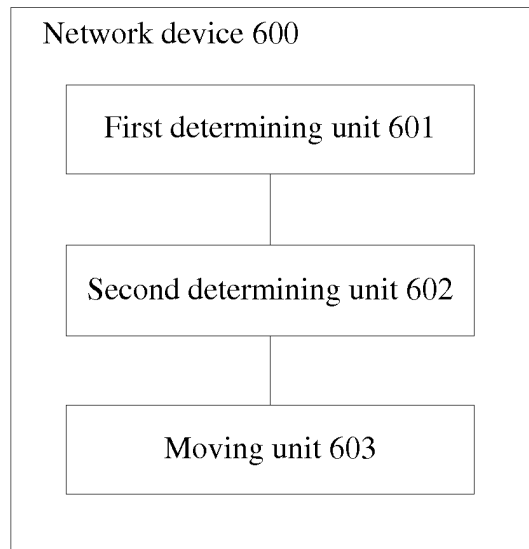 Network device 600
First determining unit 601
Second determining unit 602
Moving unit 603